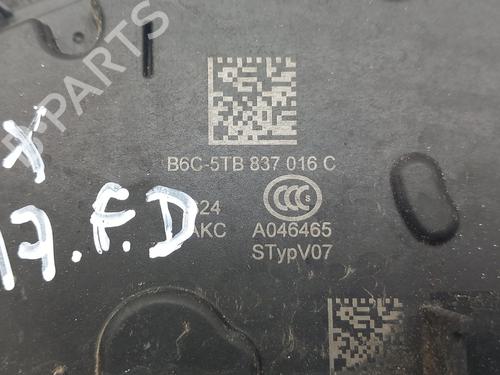 B-PARTS
B6C-5TB 837 016 C
24
CCC
AKC A046465
STypV07
17.F.D